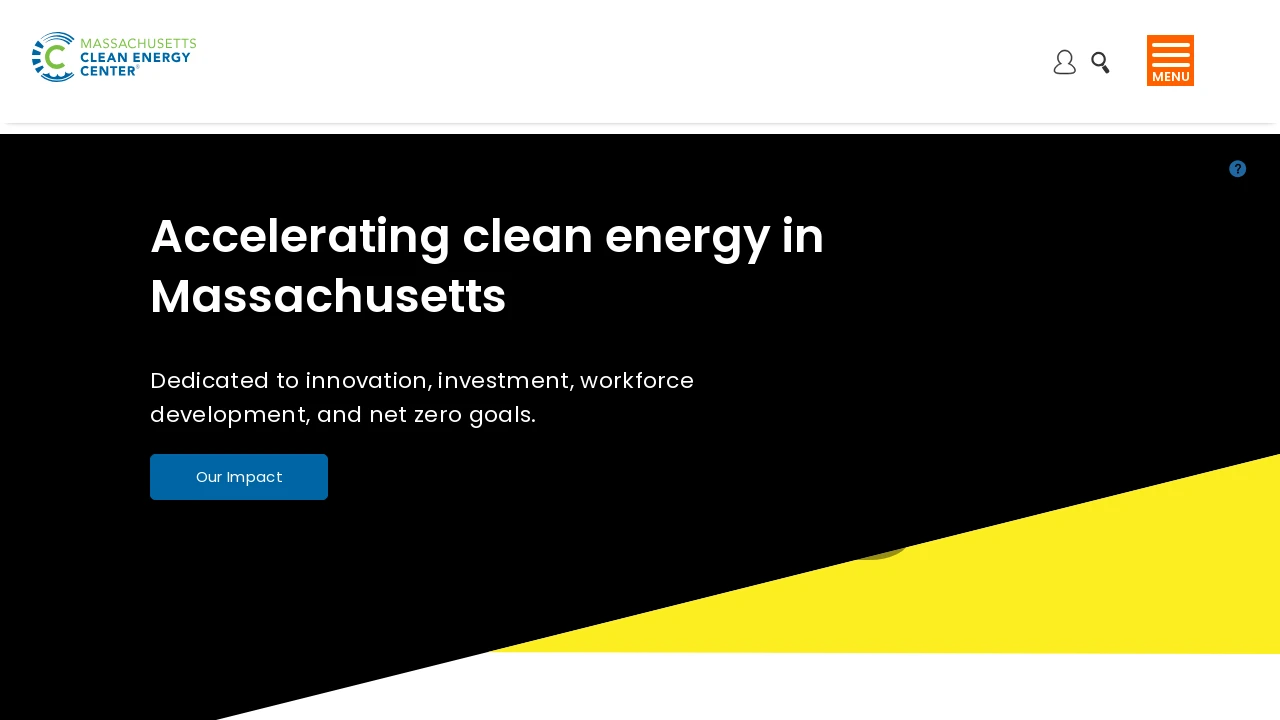 MASSACHUSETTS
CLEAN ENERGY
CENTER
MENU
?
Accelerating clean energy in
Massachusetts
Dedicated to innovation, investment, workforce
development, and net zero goals.
Our Impact